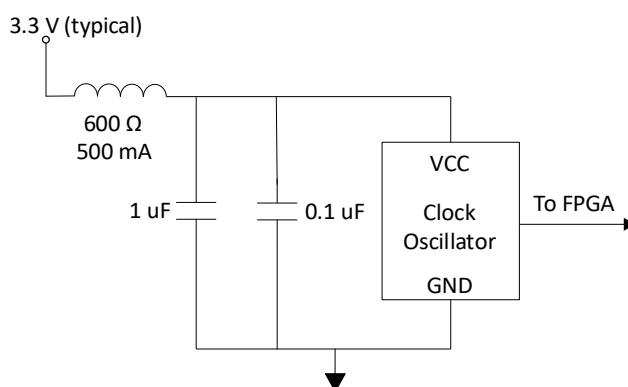 3.3 V (typical)
600 Ω
500 mA
1 uF
0.1 uF
VCC
Clock
Oscillator
GND
To FPGA